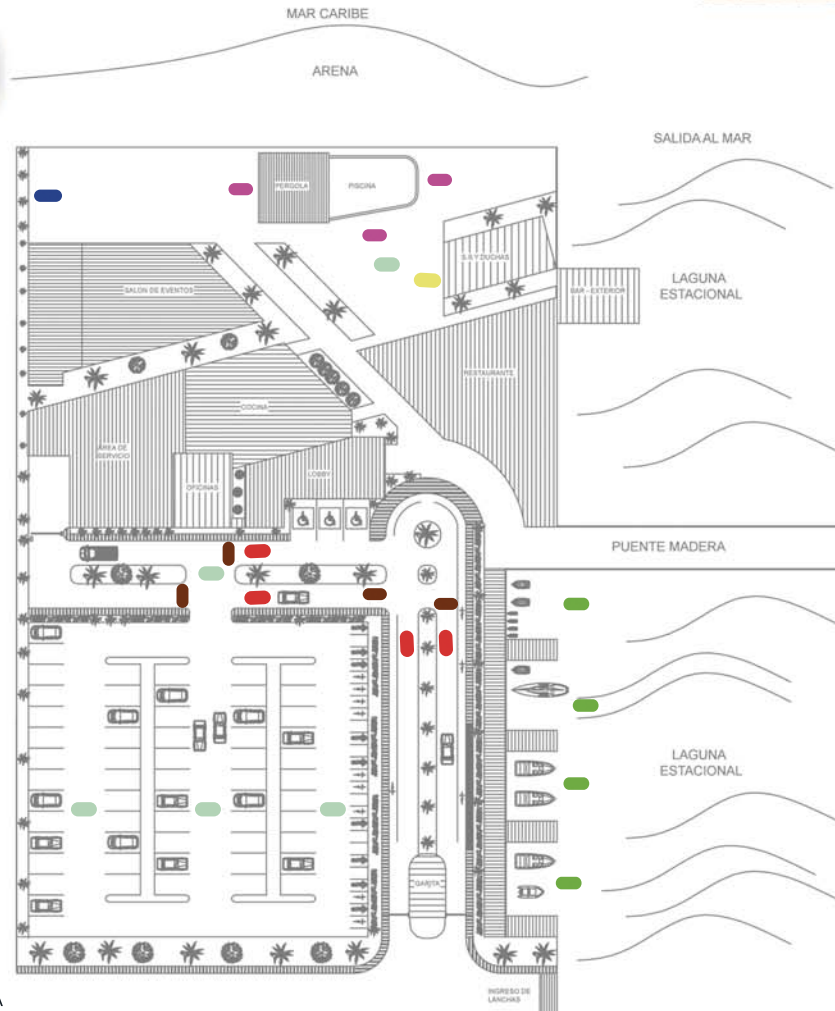 MAR CARIBE
ARENA
SALIDA AL MAR
PERGOLA
PISCINA
S.H Y DUCHAS
LAGUNA
ESTACIONAL
SALON DE EVENTOS
BAR - EXTERIOR
RESTAURANTE
COCINA
ÁREA DE
SERVICIO
OFICINAS
LOBBY
PUENTE MADERA
LAGUNA
ESTACIONAL
GARITA
INGRESO DE
LANCHAS
A